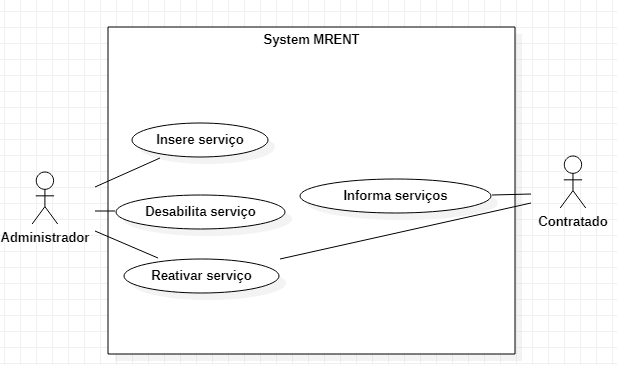 System MRENT
Insere serviço
Desabilita serviço
Informa serviços
Reativar serviço
Administrador
Contratado